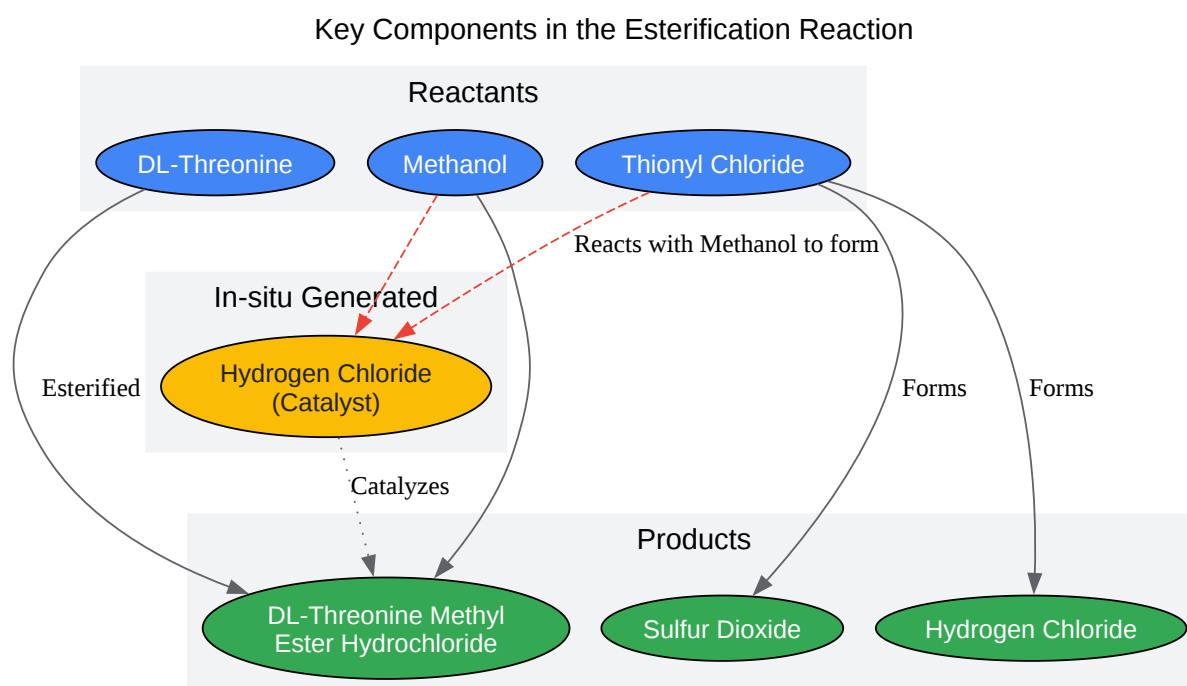 Key Components in the Esterification Reaction
Reactants
DL-Threonine
Methanol
Thionyl Chloride
Reacts with Methanol to form
In-situ Generated
Hydrogen Chloride
(Catalyst)
Esterified
Forms
Forms
Catalyzes
Products
DL-Threonine Methyl
Ester Hydrochloride
Sulfur Dioxide
Hydrogen Chloride